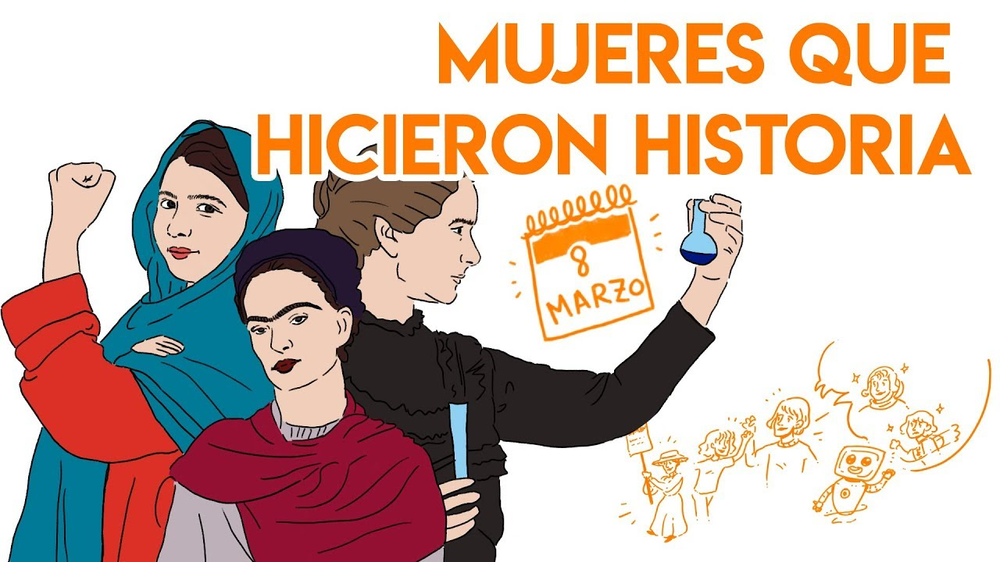 MUJERES QUE
HICIERON HISTORIA
8
MARZO